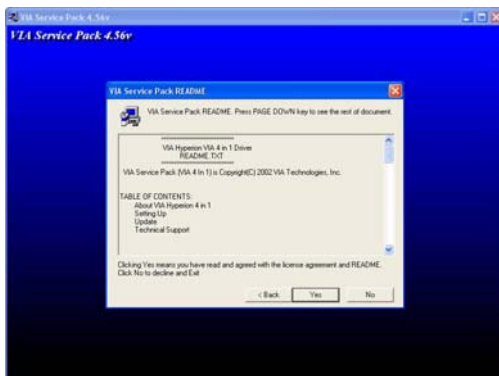 VIA Service Pack 4.56v
VIA Service Pack 4.56v
VIA Service Pack README
VIA Service Pack README. Press PAGE DOWN key to see the rest of document.
==========================
VIA Hyperion VIA 4 in 1 Driver
README.TXT
==========================
VIA Service Pack (VIA 4 In 1) is Copyright(C) 2002 VIA Technologies, Inc.
TABLE OF CONTENTS:
About VIA Hyperion 4 in 1
Setting Up
Update
Technical Support
Clicking Yes means you have read and agreed with the license agreement and README.
Click No to decline and Exit
< Back
Yes
No